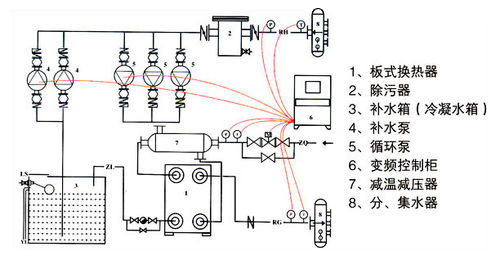 P
T
RH
8
2
4
4
5
5
5
6
P
T
7
ZQ
LS
3
ZL
1
YL
P
T
RG
8
1、板式换热器
2、除污器
3、补水箱（冷凝水箱）
4、补水泵
5、循环泵
6、变频控制柜
7、减温减压器
8、分、集水器